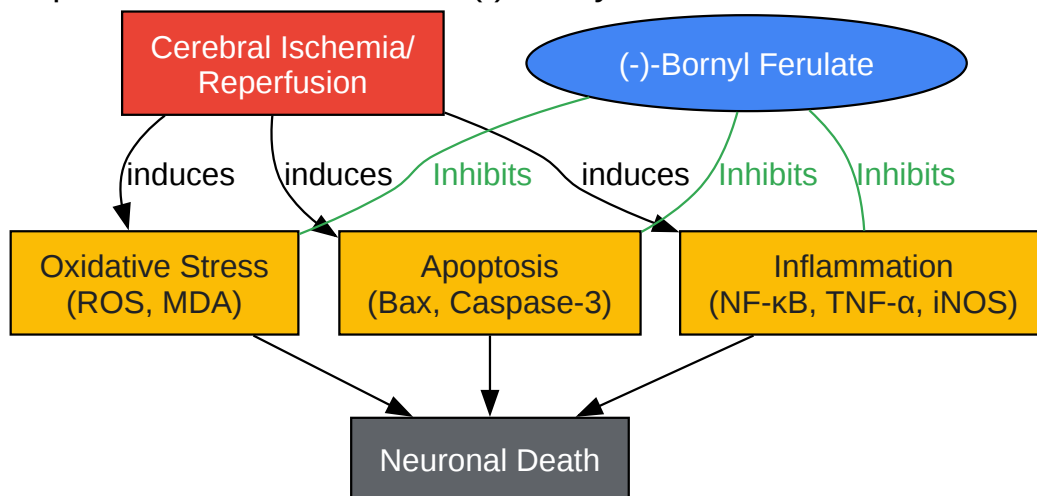 Cerebral Ischemia/
Reperfusion
(-)-Bornyl Ferulate
induces
induces
Inhibits
induces
Inhibits
Inhibits
Oxidative Stress
(ROS, MDA)
Apoptosis
(Bax, Caspase-3)
Inflammation
(NF-κB, TNF-α, iNOS)
Neuronal Death